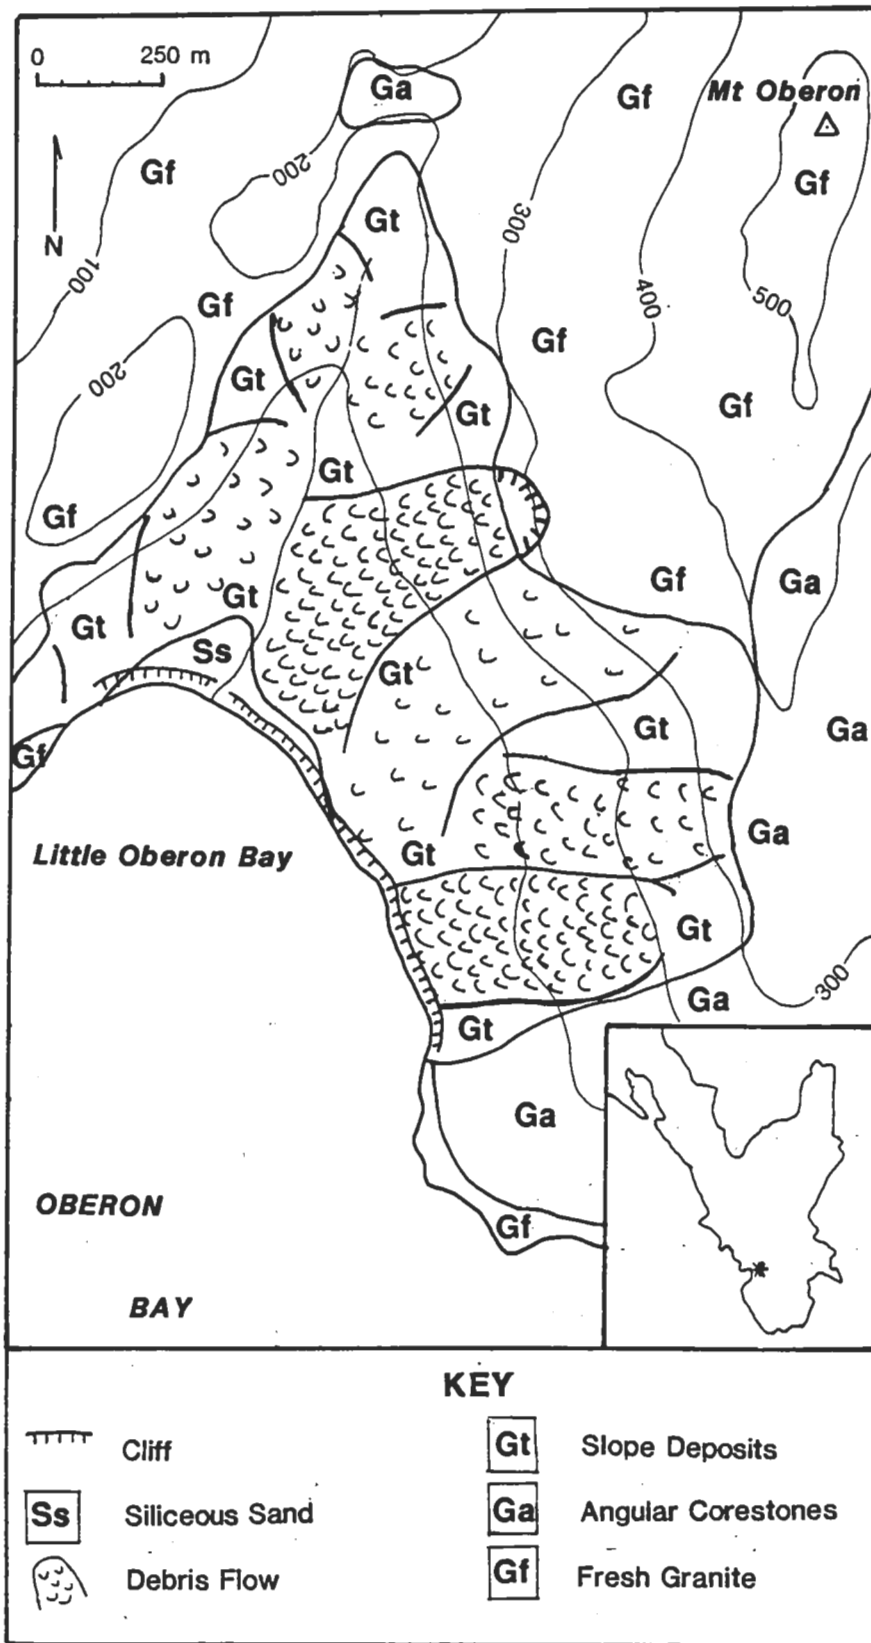 0 250 m
Ga
Gf
Mt Oberon
Gf
Gf
200
Gt
300
N
100
Gf
400
500
Gf
200
Gt
Gf
Gt
Gt
Gf
Gf
Ga
Gt
Gt
Ss
Gt
Gt
Ga
Gf
Ga
Little Oberon Bay
Gt
Gt
300
Ga
Gt
Ga
OBERON
Gf
BAY
KEY
Cliff
Gt Slope Deposits
Ss Siliceous Sand
Ga Angular Corestones
Debris Flow
Gf Fresh Granite